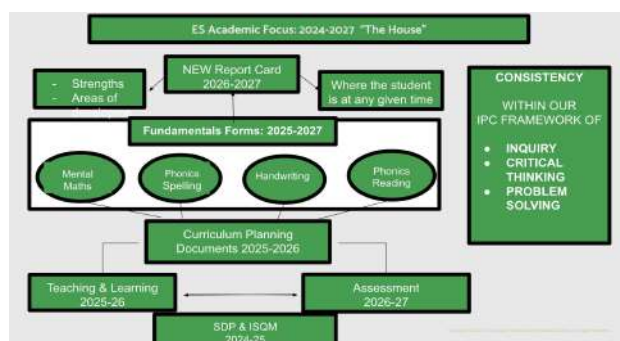 ES Academic Focus: 2024-2027 "The House"
NEW Report Card
2026-2027
- Strengths
- Areas of
Where the student
is at any given time
CONSISTENCY
WITHIN OUR
IPC FRAMEWORK OF
● INQUIRY
● CRITICAL
THINKING
● PROBLEM
SOLVING
Fundamentals Forms: 2025-2027
Mental
Maths
Phonics
Spelling
Handwriting
Phonics
Reading
Curriculum Planning
Documents 2025-2026
Teaching & Learning
2025-26
Assessment
2026-27
SDP & ISQM
2024-25